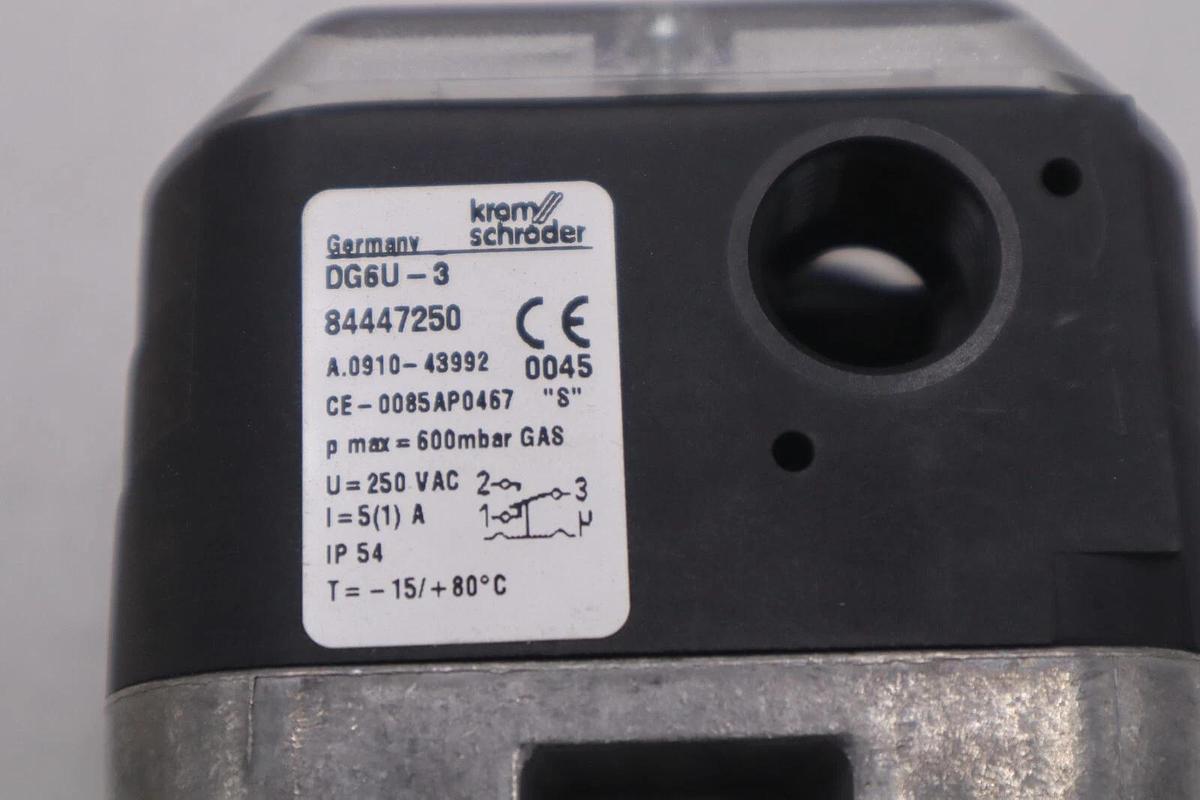 krom//
schröder
Germany
DG6U-3
84447250
CE
A.0910-43992
0045
CE-0085AP0467 "S"
p max=600mbar GAS
U=250 VAC
2 3
I=5(1) A
1 p
IP 54
T= -15/+80°C